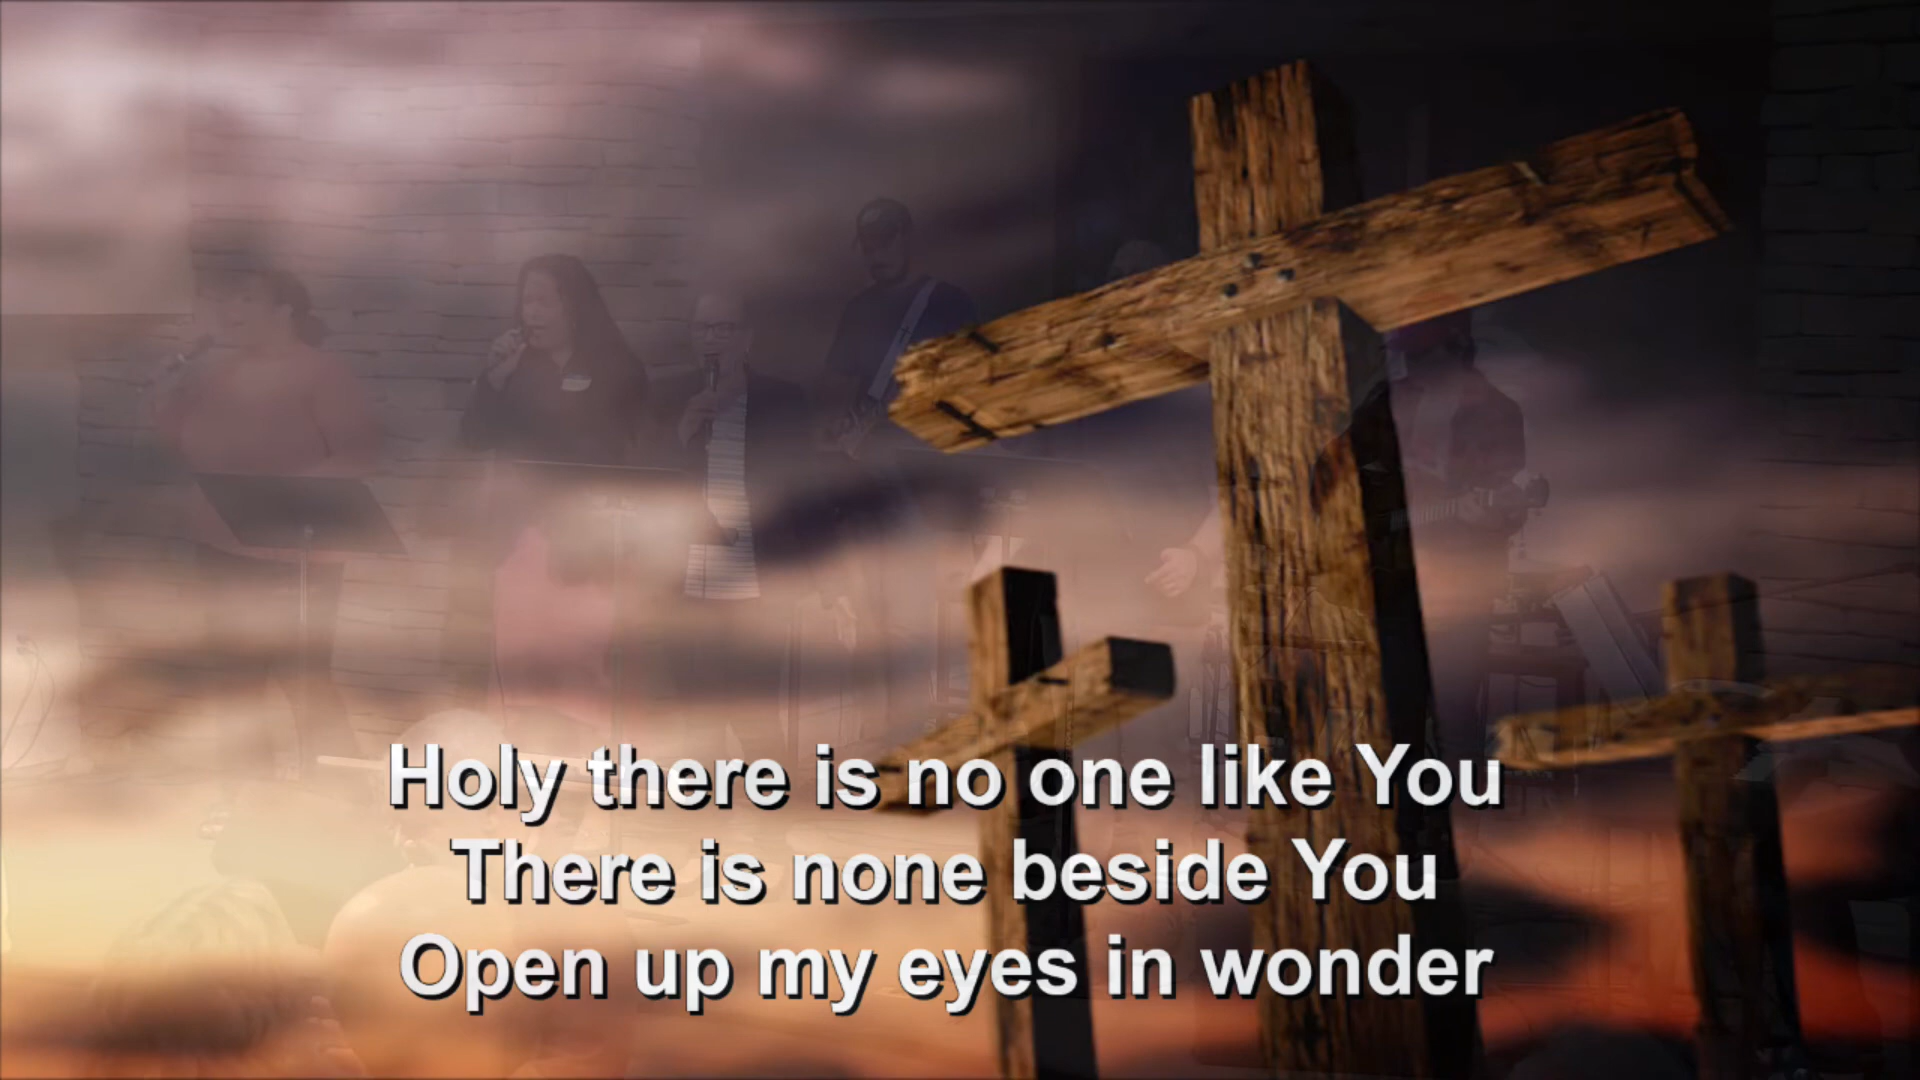 Holy there is no one like You
There is none beside You
Open up my eyes in wonder